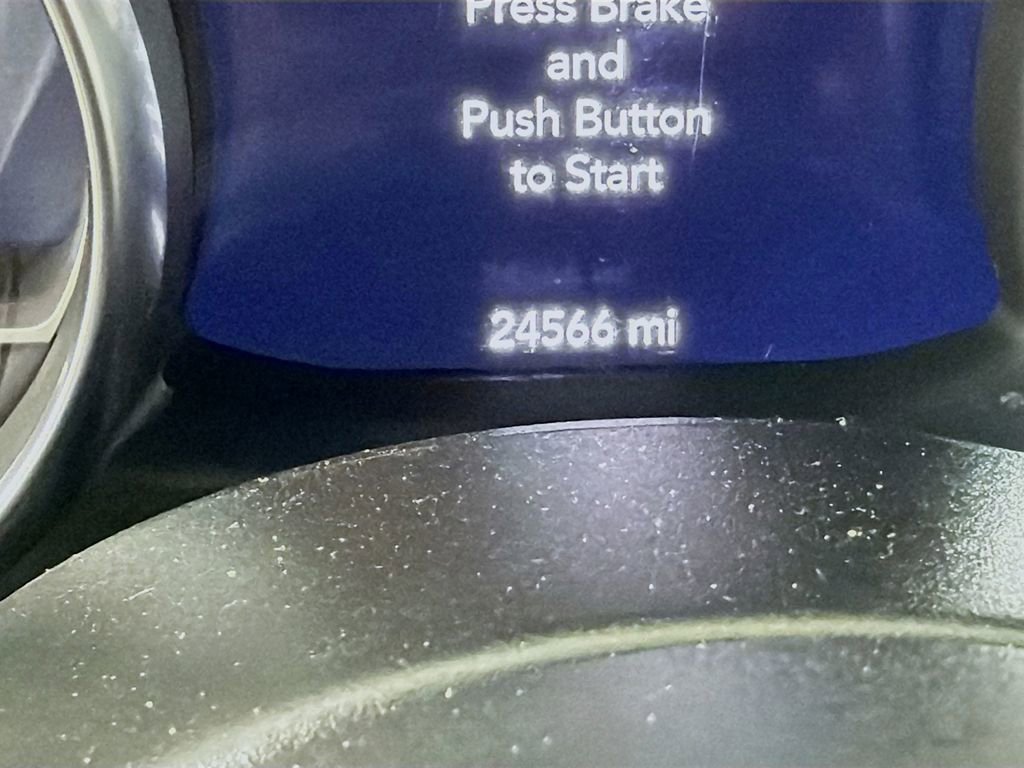 Press Brake
and
Push Button
to Start
24566 mi